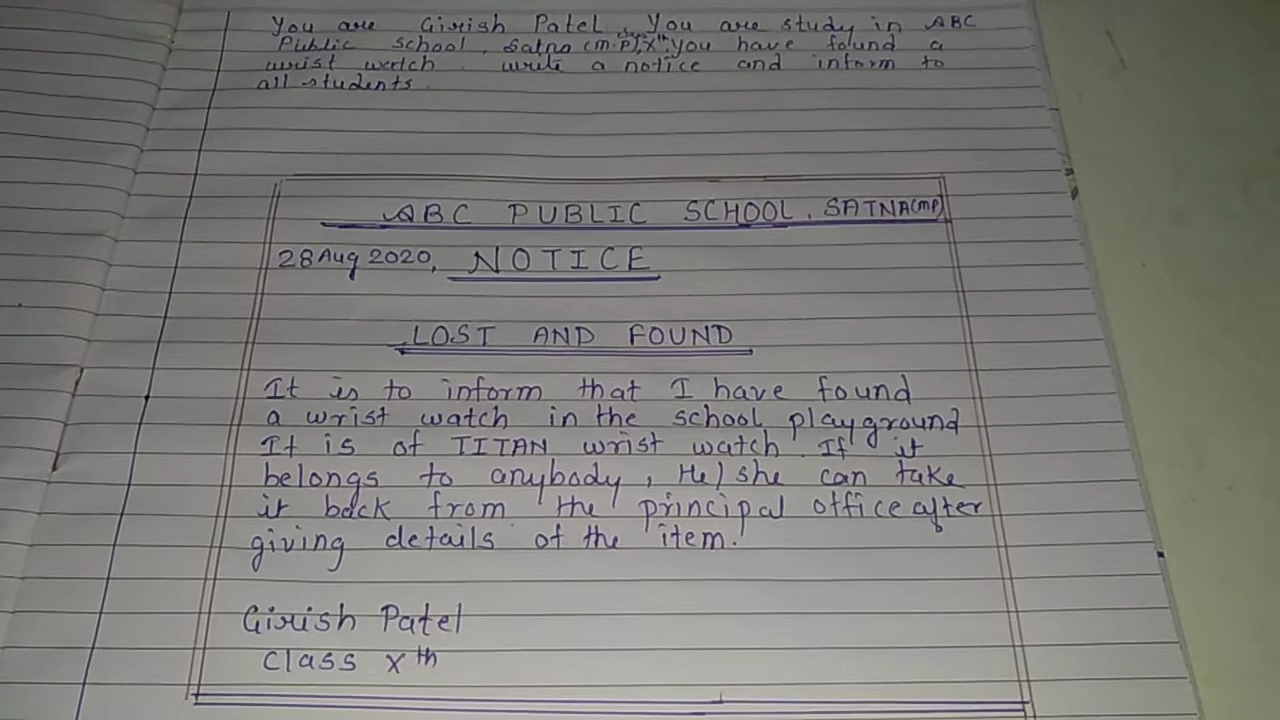 You are Girish Patel, You are study in ABC
Public school, Satna (M.P), Xth. you have found a
wrist watch. write a notice and inform to
all students.
ABC PUBLIC SCHOOL, SATNA(MP)
28 Aug 2020, NOTICE
LOST AND FOUND
It is to inform that I have found
a wrist watch in the school playground
It is of TITAN wrist watch. If it
belongs to anybody, He/she can take
it back from the principal office after
giving details of the item.
Girish Patel
Class Xth